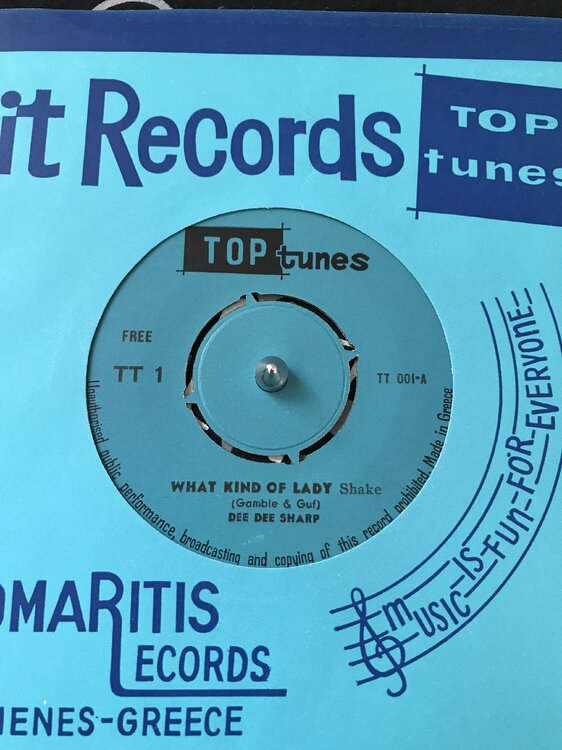 it Records
TOP
tunes
TOP tunes
FREE
TT 1
TT 001-A
WHAT KIND OF LADY Shake
(Gamble & Guf)
DEE DEE SHARP
Unauthorised public, performance, broadcasting and copying of this record prohibited Made in Greece
MUSIC-IS-FUN-FOR-EVERYONE
OMARITIS
RECORDS
HENES-GREECE